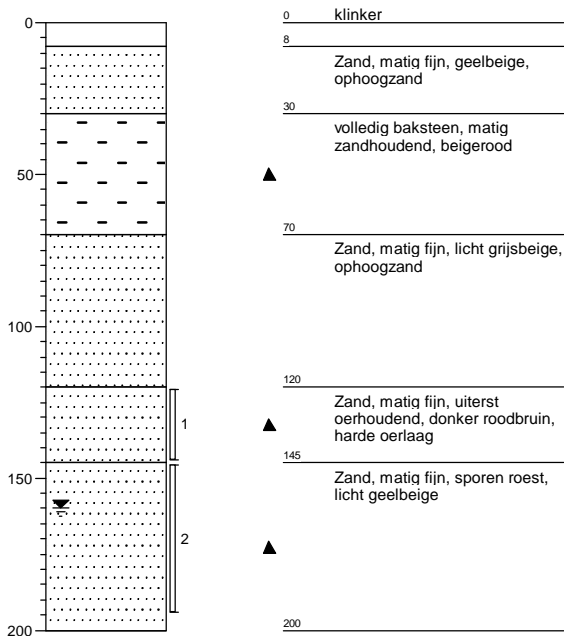 0
50
100
150
200
1
2
0 klinker
8
Zand, matig fijn, geelbeige,
ophoogzand
30
volledig baksteen, matig
zandhoudend, beigerood
70
Zand, matig fijn, licht grijsbeige,
ophoogzand
120
Zand, matig fijn, uiterst
oerhoudend, donker roodbruin,
harde oerlaag
145
Zand, matig fijn, sporen roest,
licht geelbeige
200